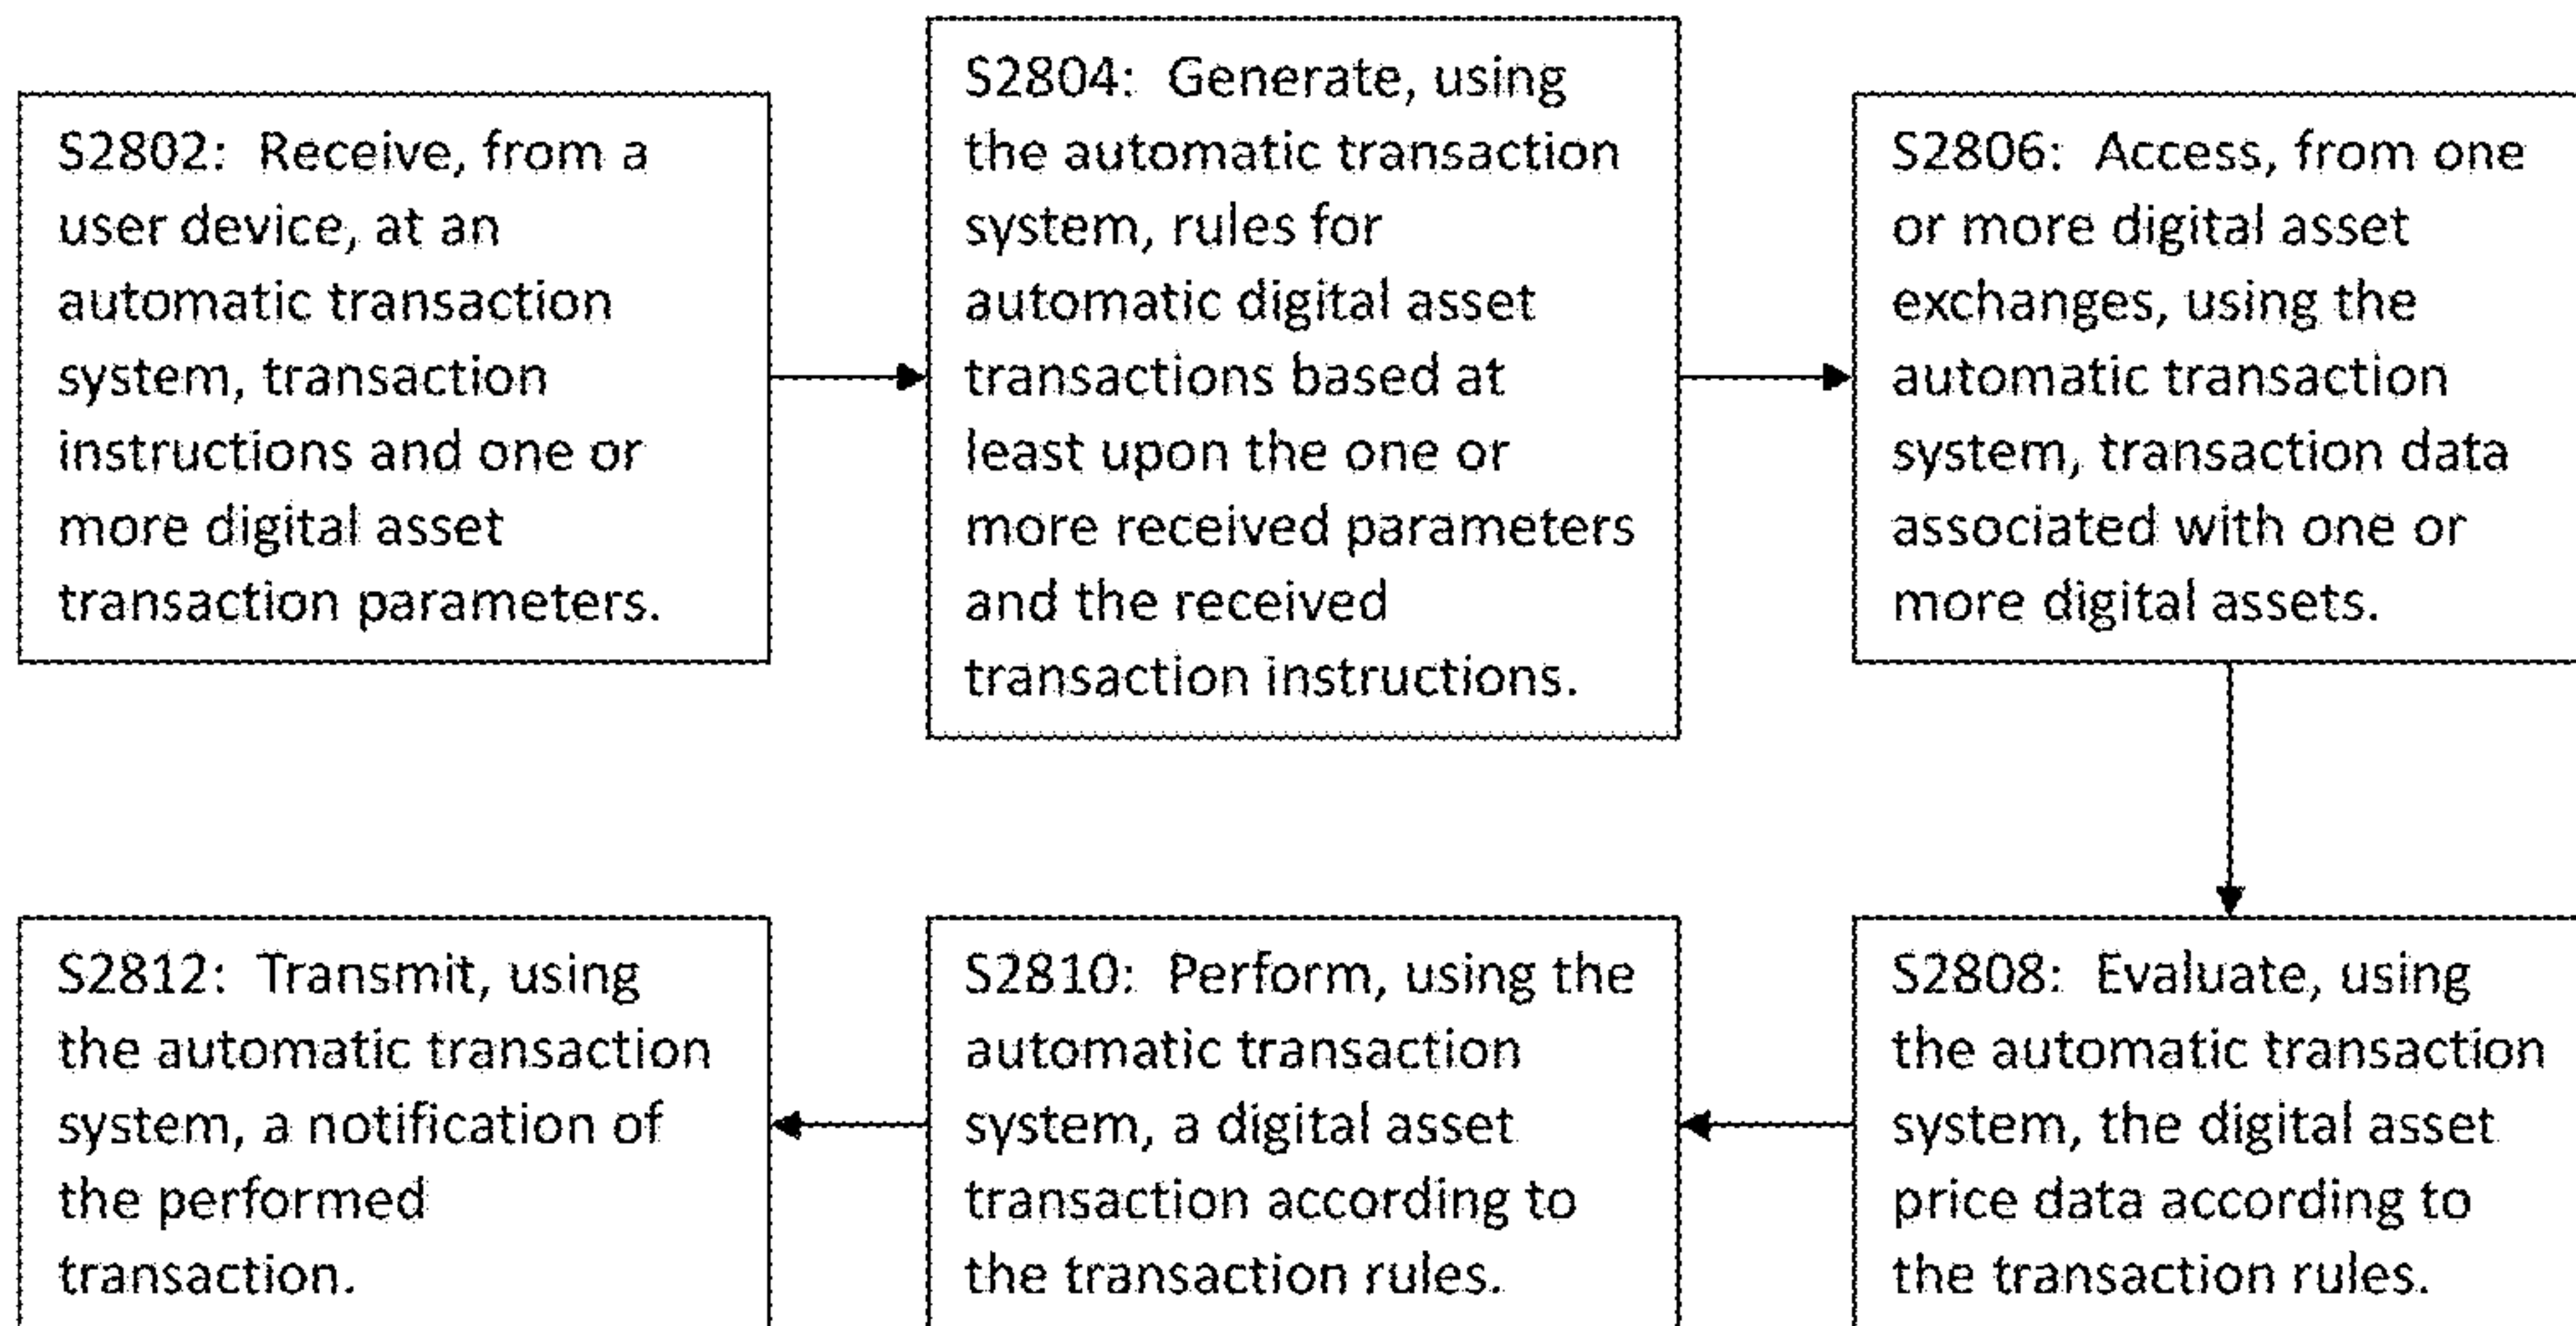 S2802: Receive, from a
user device, at an
automatic transaction
system, transaction
instructions and one or
more digital asset
transaction parameters.
S2804: Generate, using
the automatic transaction
system, rules for
automatic digital asset
transactions based at
least upon the one or
more received parameters
and the received
transaction instructions.
S2806: Access, from one
or more digital asset
exchanges, using the
automatic transaction
system, transaction data
associated with one or
more digital assets.
S2808: Evaluate, using
the automatic transaction
system, the digital asset
price data according to
the transaction rules.
S2810: Perform, using the
automatic transaction
system, a digital asset
transaction according to
the transaction rules.
S2812: Transmit, using
the automatic transaction
system, a notification of
the performed
transaction.